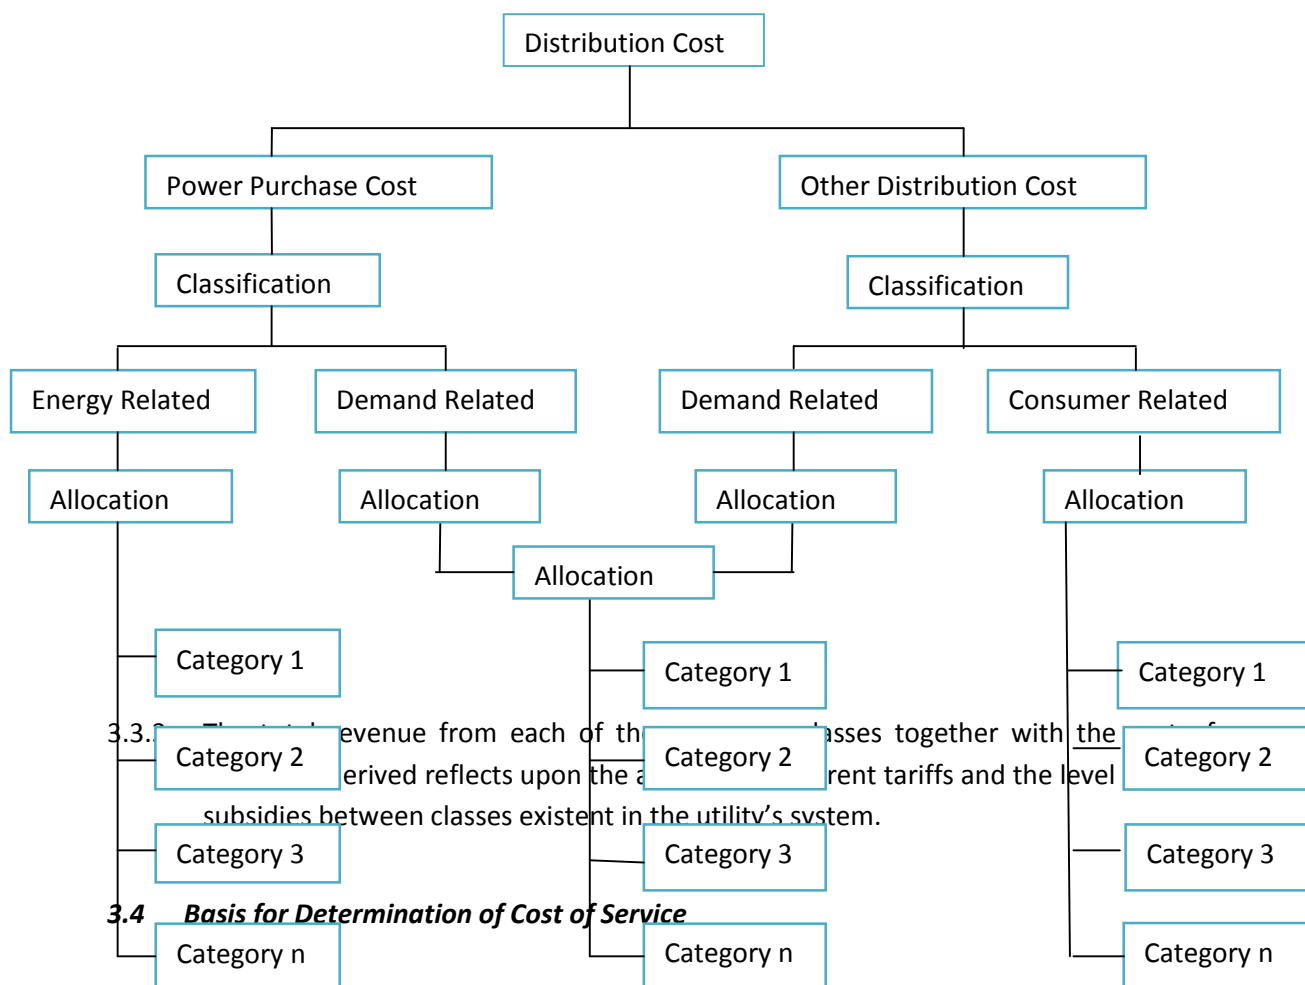 Distribution Cost
Power Purchase Cost
Other Distribution Cost
Classification
Classification
Energy Related
Demand Related
Demand Related
Consumer Related
Allocation
Allocation
Allocation
Allocation
Allocation
Category 1
Category 1
Category 1
3.3. evenue from each of th asses together with the
Category 2
Category 2
Category 2
erived reflects upon the a rent tariffs and the level
subsidies between classes existent in the utility's system.
Category 3
Category 3
Category 3
3.4 Basis for Determination of Cost of Service
Category n
Category n
Category n